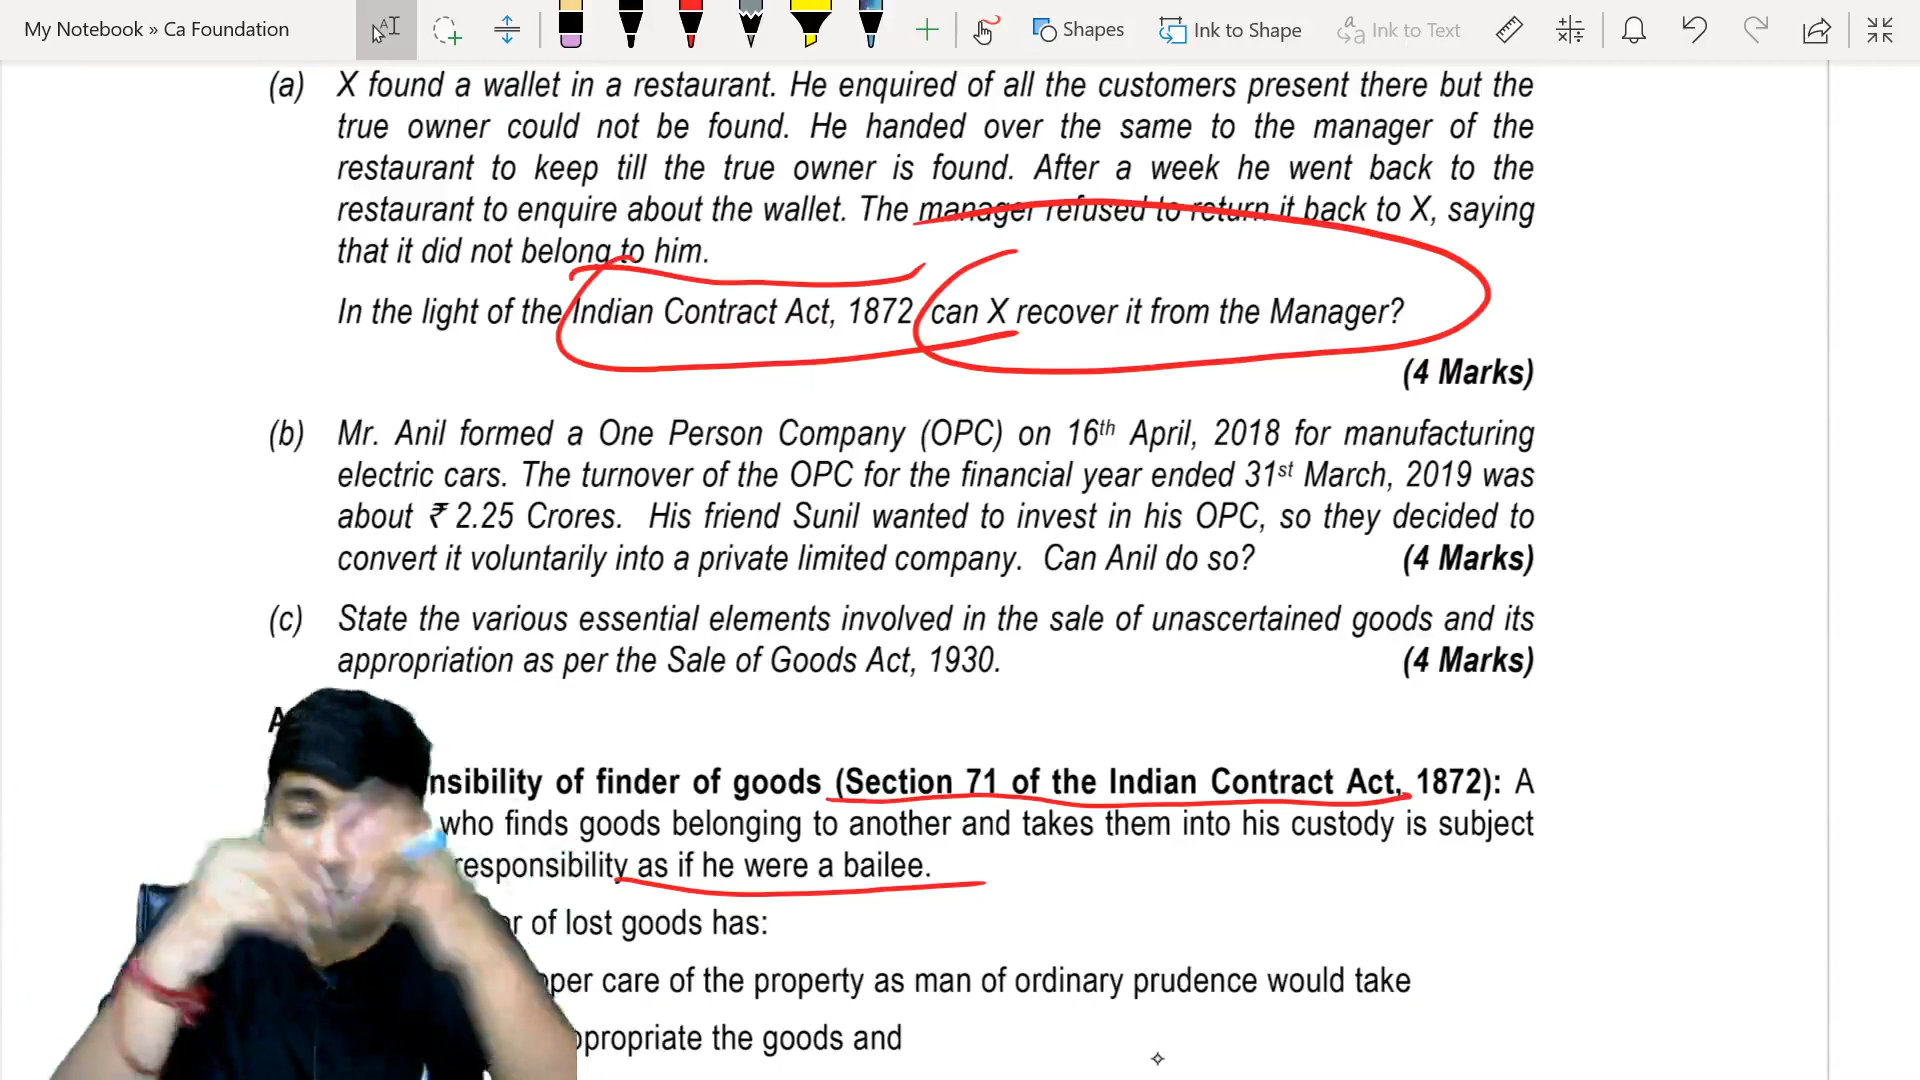 My Notebook » Ca Foundation
Shapes
Ink to Shape
Ink to Text
(a) X found a wallet in a restaurant. He enquired of all the customers present there but the
true owner could not be found. He handed over the same to the manager of the
restaurant to keep till the true owner is found. After a week he went back to the
restaurant to enquire about the wallet. The manager refused to return it back to X, saying
that it did not belong to him.
In the light of the Indian Contract Act, 1872 can X recover it from the Manager?
(4 Marks)
(b) Mr. Anil formed a One Person Company (OPC) on 16th April, 2018 for manufacturing
electric cars. The turnover of the OPC for the financial year ended 31st March, 2019 was
about ₹ 2.25 Crores. His friend Sunil wanted to invest in his OPC, so they decided to
convert it voluntarily into a private limited company. Can Anil do so? (4 Marks)
(c) State the various essential elements involved in the sale of unascertained goods and its
appropriation as per the Sale of Goods Act, 1930. (4 Marks)
of finder of goods (Section 71 of the Indian Contract Act, 1872): A
who finds goods belonging to another and takes them into his custody is subject
responsibility as if he were a bailee.
of lost goods has:
care of the property as man of ordinary prudence would take
the goods and